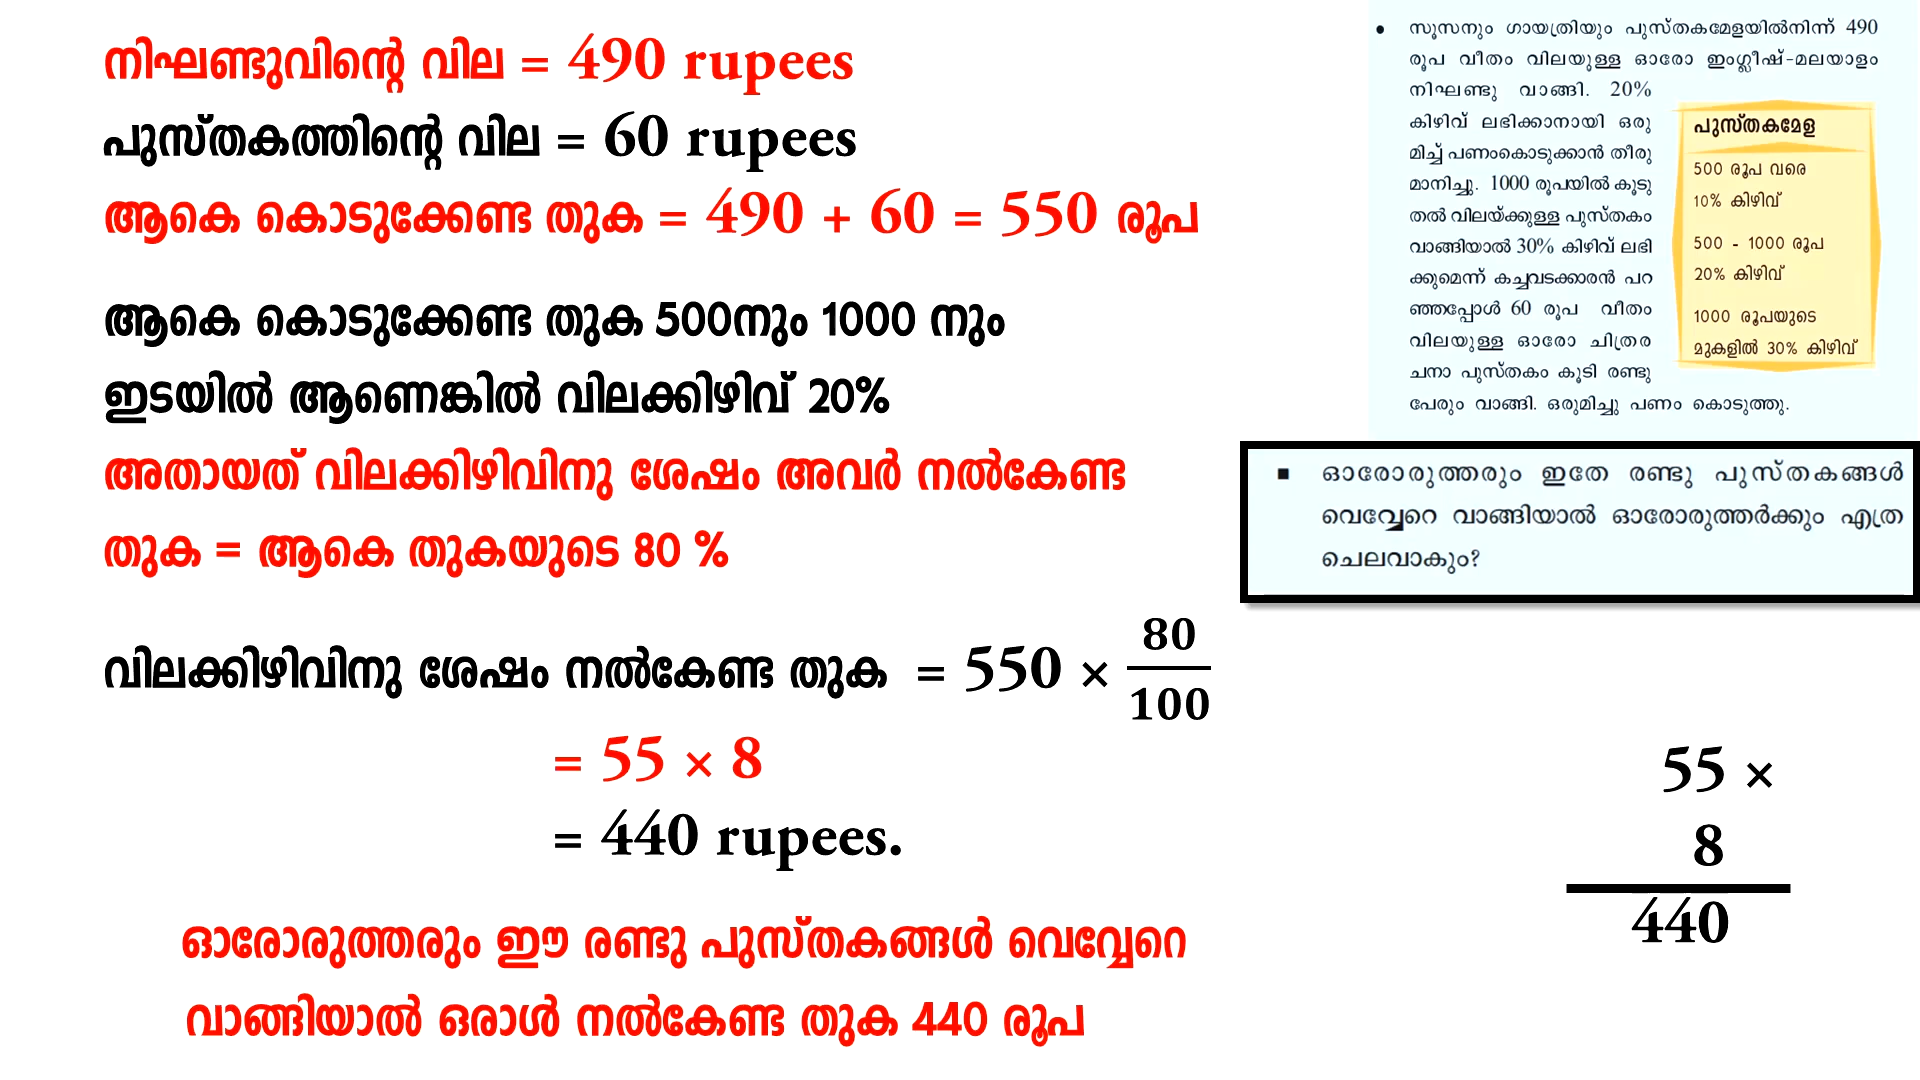 നിഘണ്ടുവിന്റെ വില = 490 rupees
പുസ്തകത്തിന്റെ വില = 60 rupees
ആകെ കൊടുക്കേണ്ട തുക = 490 + 60 = 550 രൂപ
ആകെ കൊടുക്കേണ്ട തുക 500നും 1000 നും
ഇടയിൽ ആണെങ്കിൽ വിലക്കിഴിവ് 20%
അതായത് വിലക്കിഴിവിനു ശേഷം അവർ നൽകേണ്ട
തുക = ആകെ തുകയുടെ 80 %
വിലക്കിഴിവിനു ശേഷം നൽകേണ്ട തുക = 550 × 80/100
= 55 × 8
= 440 rupees.
ഓരോരുത്തരും ഈ രണ്ടു പുസ്തകങ്ങൾ വെവ്വേറെ
വാങ്ങിയാൽ ഒരാൾ നൽകേണ്ട തുക 440 രൂപ
• സൂസനും ഗായത്രിയും പുസ്തകമേളയിൽനിന്ന് 490
രൂപ വീതം വിലയുള്ള ഓരോ ഇംഗ്ലീഷ്-മലയാളം
നിഘണ്ടു വാങ്ങി. 20%
കിഴിവ് ലഭിക്കാനായി ഒരു
മിച്ച് പണംകൊടുക്കാൻ തീരു
മാനിച്ചു. 1000 രൂപയിൽ കൂടു
തൽ വിലയ്ക്കുള്ള പുസ്തകം
വാങ്ങിയാൽ 30% കിഴിവ് ലഭി
ക്കുമെന്ന് കച്ചവടക്കാരൻ പറ
ഞ്ഞപ്പോൾ 60 രൂപ വീതം
വിലയുള്ള ഓരോ ചിത്രര
ചനാ പുസ്തകം കൂടി രണ്ടു
പേരും വാങ്ങി. ഒരുമിച്ചു പണം കൊടുത്തു.
പുസ്തകമേള
500 രൂപ വരെ
10% കിഴിവ്
500 - 1000 രൂപ
20% കിഴിവ്
1000 രൂപയുടെ
മുകളിൽ 30% കിഴിവ്
▪ ഓരോരുത്തരും ഇതേ രണ്ടു പുസ്തകങ്ങൾ
വെവ്വേറെ വാങ്ങിയാൽ ഓരോരുത്തർക്കും എത്ര
ചെലവാകും?
55 ×
8
440